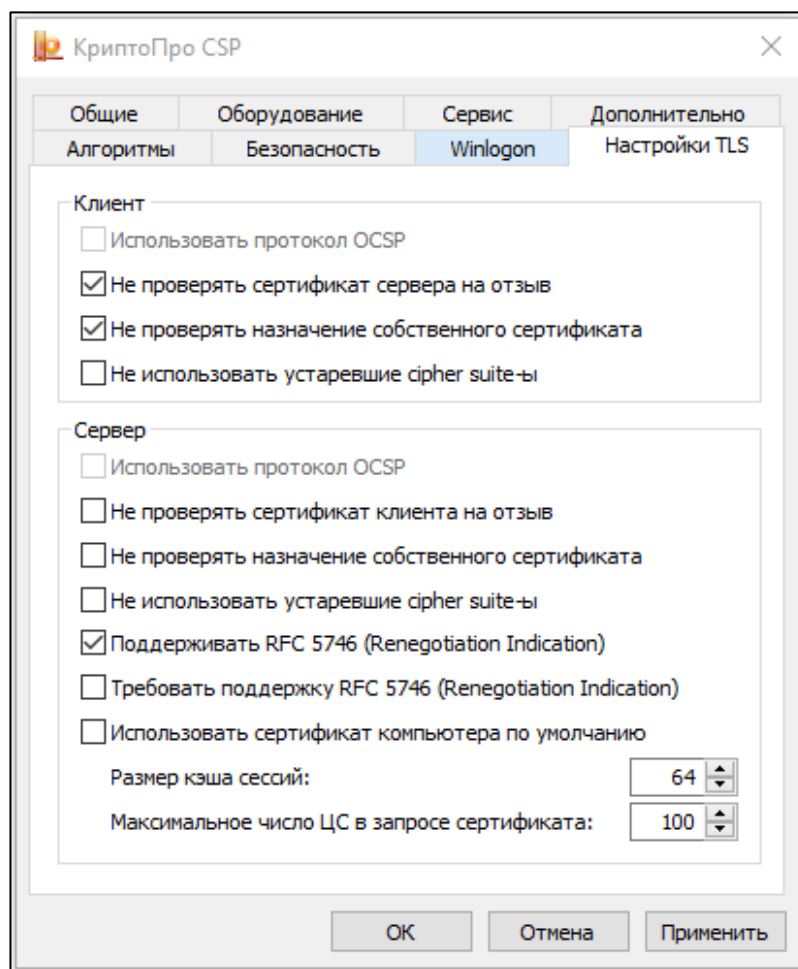 КриптоПро CSP
Общие Оборудование Сервис Дополнительно
Алгоритмы Безопасность Winlogon Настройки TLS
Клиент
Использовать протокол OCSP
Не проверять сертификат сервера на отзыв
Не проверять назначение собственного сертификата
Не использовать устаревшие cipher suite-ы
Сервер
Использовать протокол OCSP
Не проверять сертификат клиента на отзыв
Не проверять назначение собственного сертификата
Не использовать устаревшие cipher suite-ы
Поддерживать RFC 5746 (Renegotiation Indication)
Требовать поддержку RFC 5746 (Renegotiation Indication)
Использовать сертификат компьютера по умолчанию
Размер кэша сессий: 64
Максимальное число ЦС в запросе сертификата: 100
ОК Отмена Применить